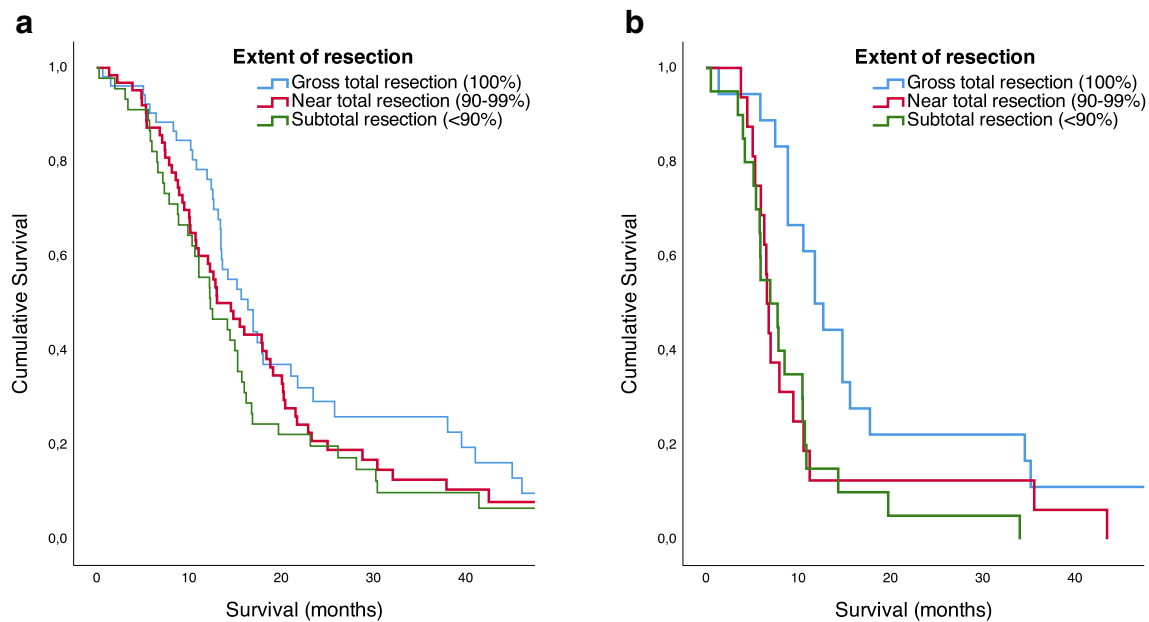 a
Extent of resection
Gross total resection (100%)
Near total resection (90-99%)
Subtotal resection (<90%)
Cumulative Survival
1,0
0,8
0,6
0,4
0,2
0,0
0 10 20 30 40
Survival (months)
b
Extent of resection
Gross total resection (100%)
Near total resection (90-99%)
Subtotal resection (<90%)
Cumulative Survival
1,0
0,8
0,6
0,4
0,2
0,0
0 10 20 30 40
Survival (months)